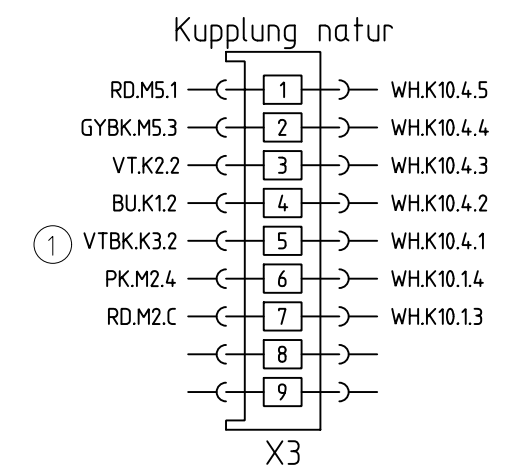 Kupplung natur
RD.M5.1 1 WH.K10.4.5
GYBK.M5.3 2 WH.K10.4.4
VT.K2.2 3 WH.K10.4.3
BU.K1.2 4 WH.K10.4.2
1 VTBK.K3.2 5 WH.K10.4.1
PK.M2.4 6 WH.K10.1.4
RD.M2.C 7 WH.K10.1.3
8
9
X3